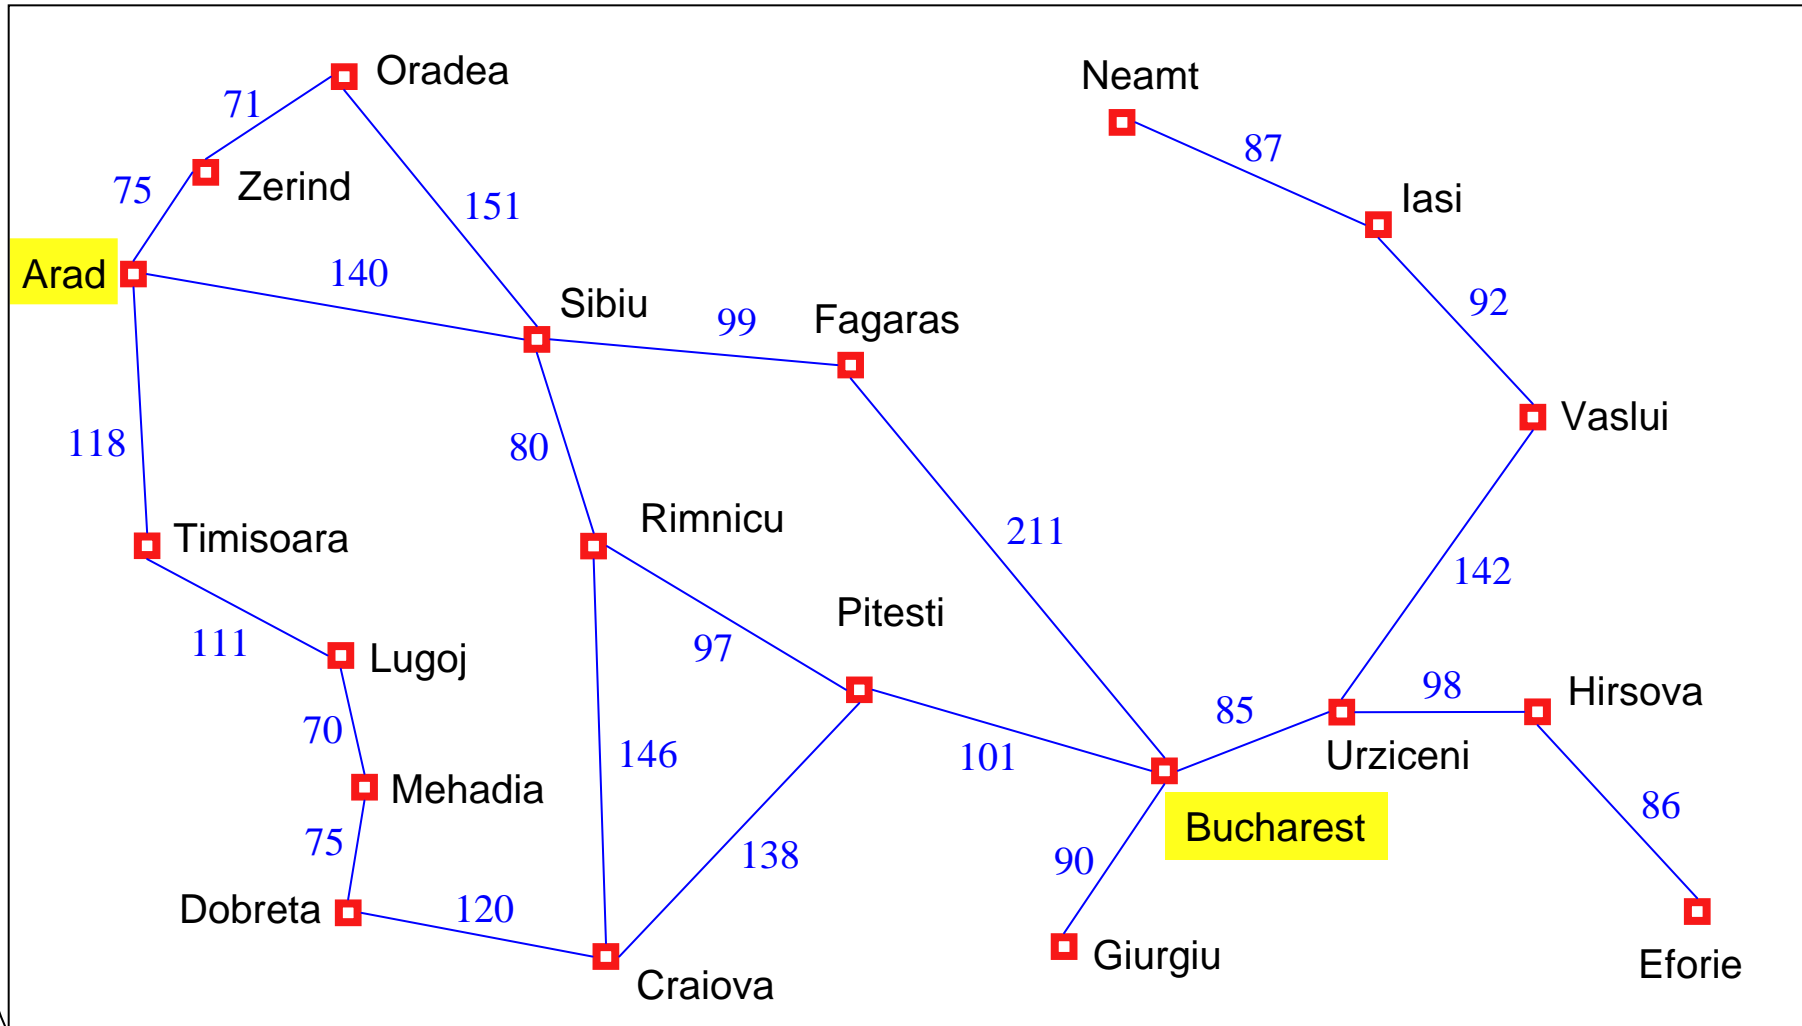 Oradea
Neamt
71
87
Zerind
75
Iasi
151
Arad
140
Sibiu
99
Fagaras
92
Vaslui
118
80
Rimnicu
211
Timisoara
142
Pitesti
111
97
Lugoj
98
Hirsova
85
70
146
101
Urziceni
Mehadia
86
75
138
90
Bucharest
Dobreta
120
Giurgiu
Eforie
Craiova